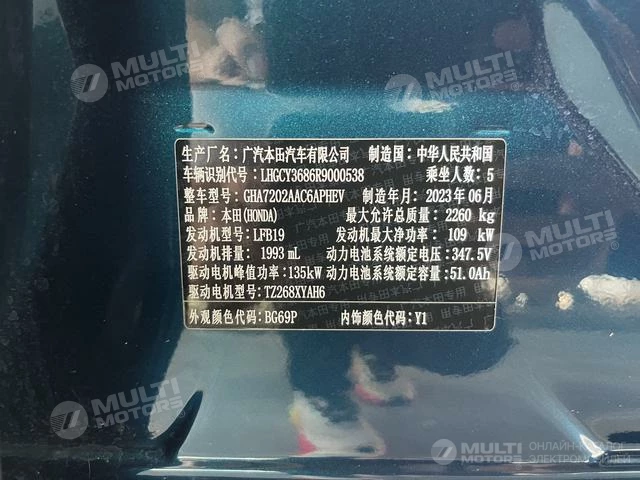 MULTI MOTORS
MULTI MOTORS
生产厂名：广汽本田汽车有限公司 制造国：中华人民共和国
车辆识别代号：LHGCY3686R9000538 乘坐人数：5
整车型号：GHA7202AAC6APHEV 制造年月：2023年06月
品牌：本田(HONDA) 最大允许总质量：2260 kg
发动机型号：LFB19 发动机最大净功率：109 kW
发动机排量：1993 mL 动力电池系统额定电压：347.5V
驱动电机峰值功率：135kW 动力电池系统额定容量：51.0Ah
驱动电机型号：TZ268XYAH6
外观颜色代码：BG69P 内饰颜色代码：Y1
MULTI MOTORS
MULTI MOTORS
ОНЛАЙН-КАТАЛОГ
ЭЛЕКТРОМОБИЛЕЙ